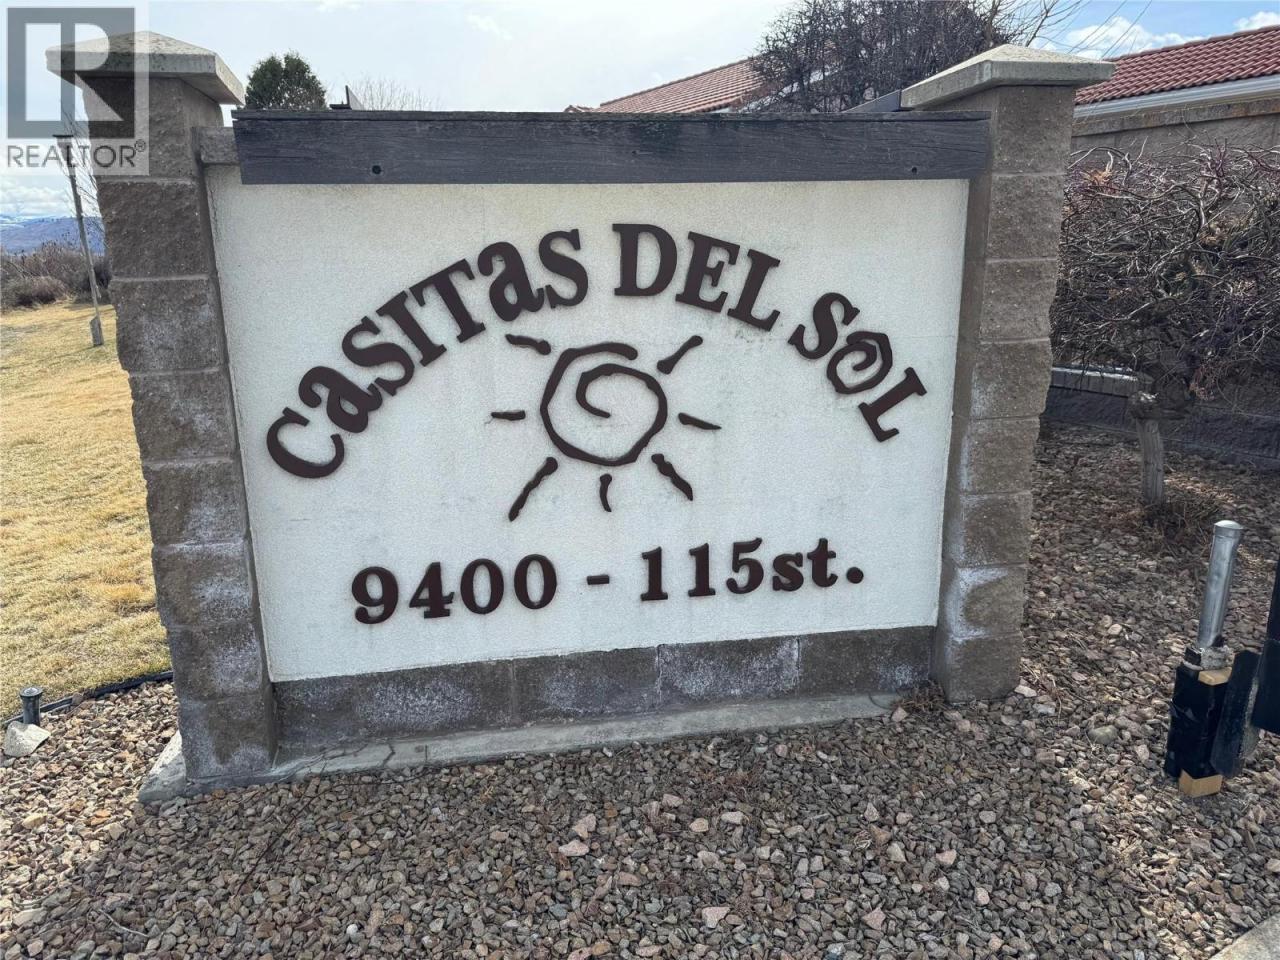 R
REALTOR®
CaSITas DEL SOL
9400 - 115st.